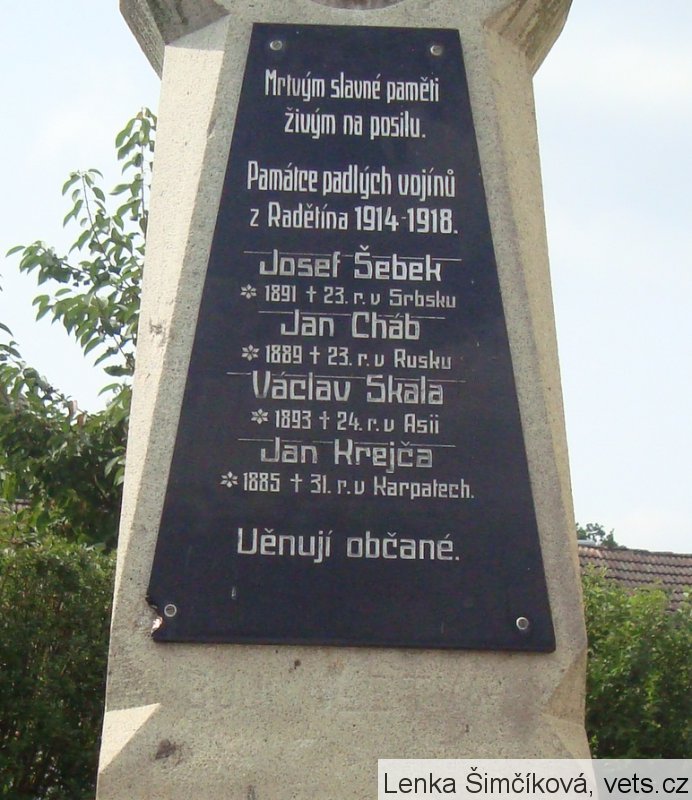 Mrtvým slavné paměti
živým na posilu.
Památce padlých vojínů
z Radětína 1914-1918.
Josef Šebek
* 1891 † 23. r. v Srbsku
Jan Cháb
* 1889 † 23. r. v Rusku
Václav Skala
* 1893 † 24. r. v Asii
Jan Krejča
* 1885 † 31. r. v Karpatech.
Věnují občané.
Lenka Šimčíková, vets.cz